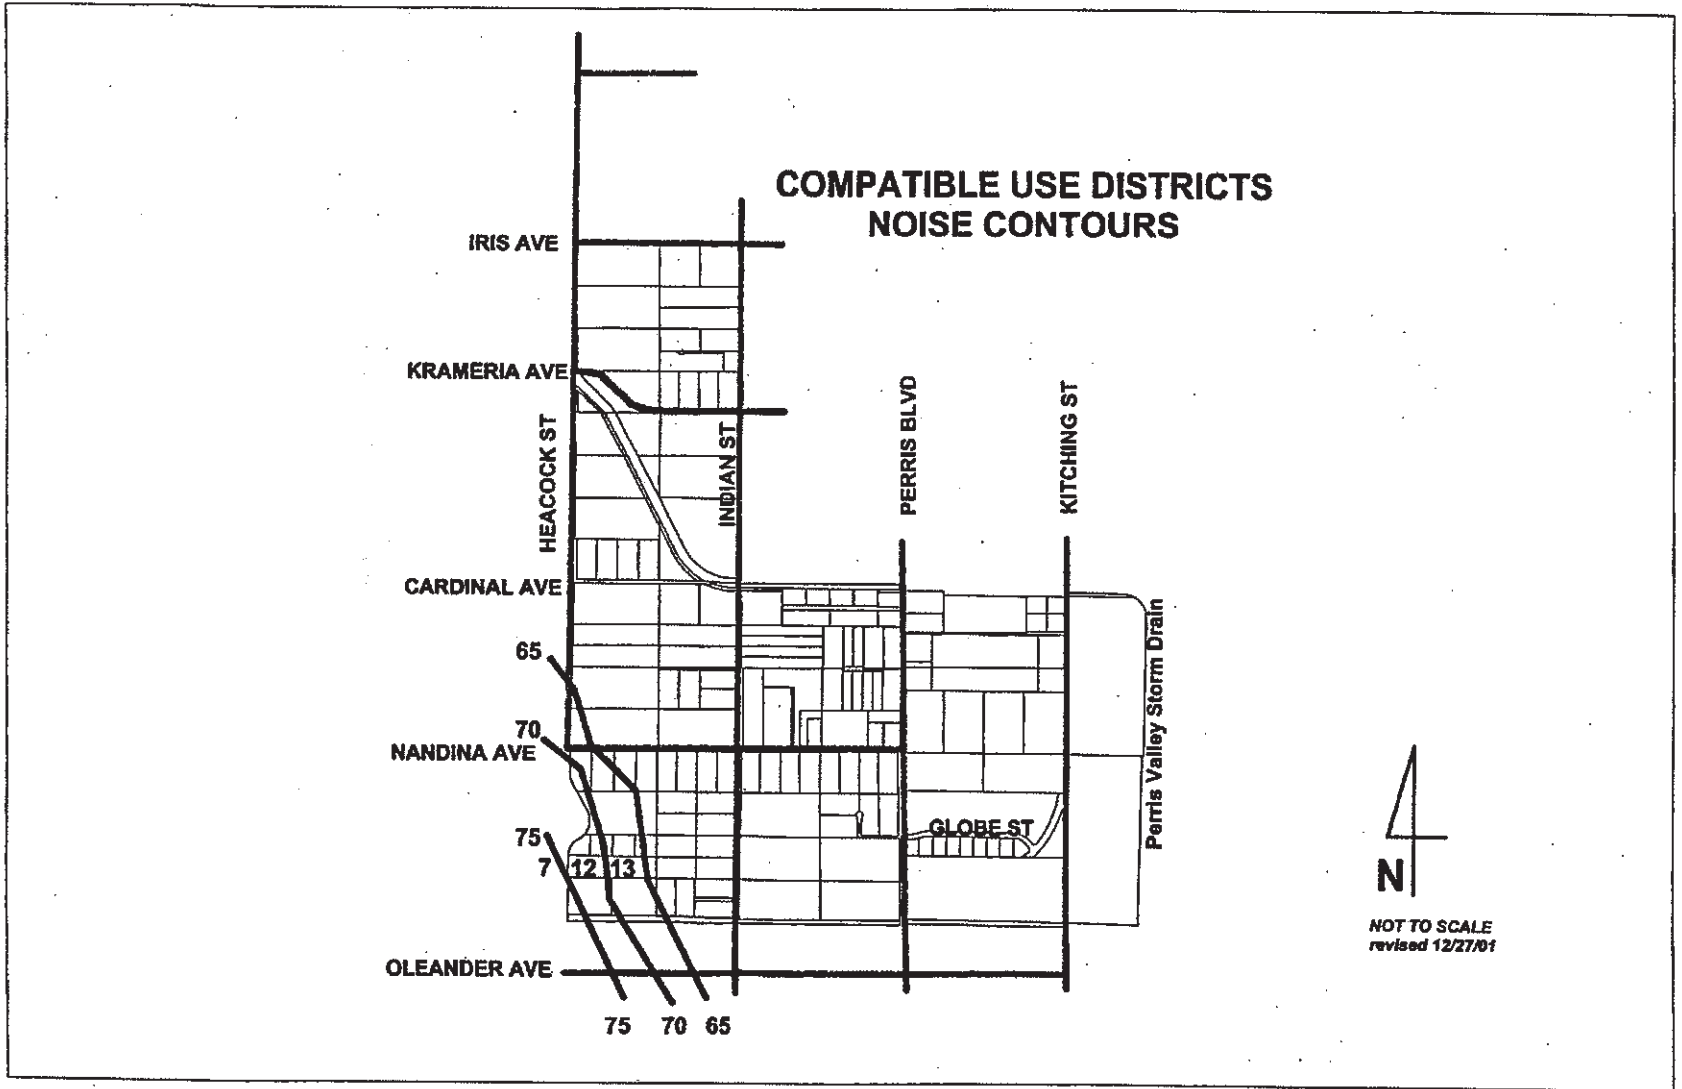 COMPATIBLE USE DISTRICTS
NOISE CONTOURS
IRIS AVE
KRAMERIA AVE
HEACOCK ST
INDIAN ST
PERRIS BLVD
KITCHING ST
CARDINAL AVE
Perris Valley Storm Drain
65
70
NANDINA AVE
75
GLOBE ST
7
12
13
N
NOT TO SCALE
revised 12/27/01
OLEANDER AVE
75
70
65